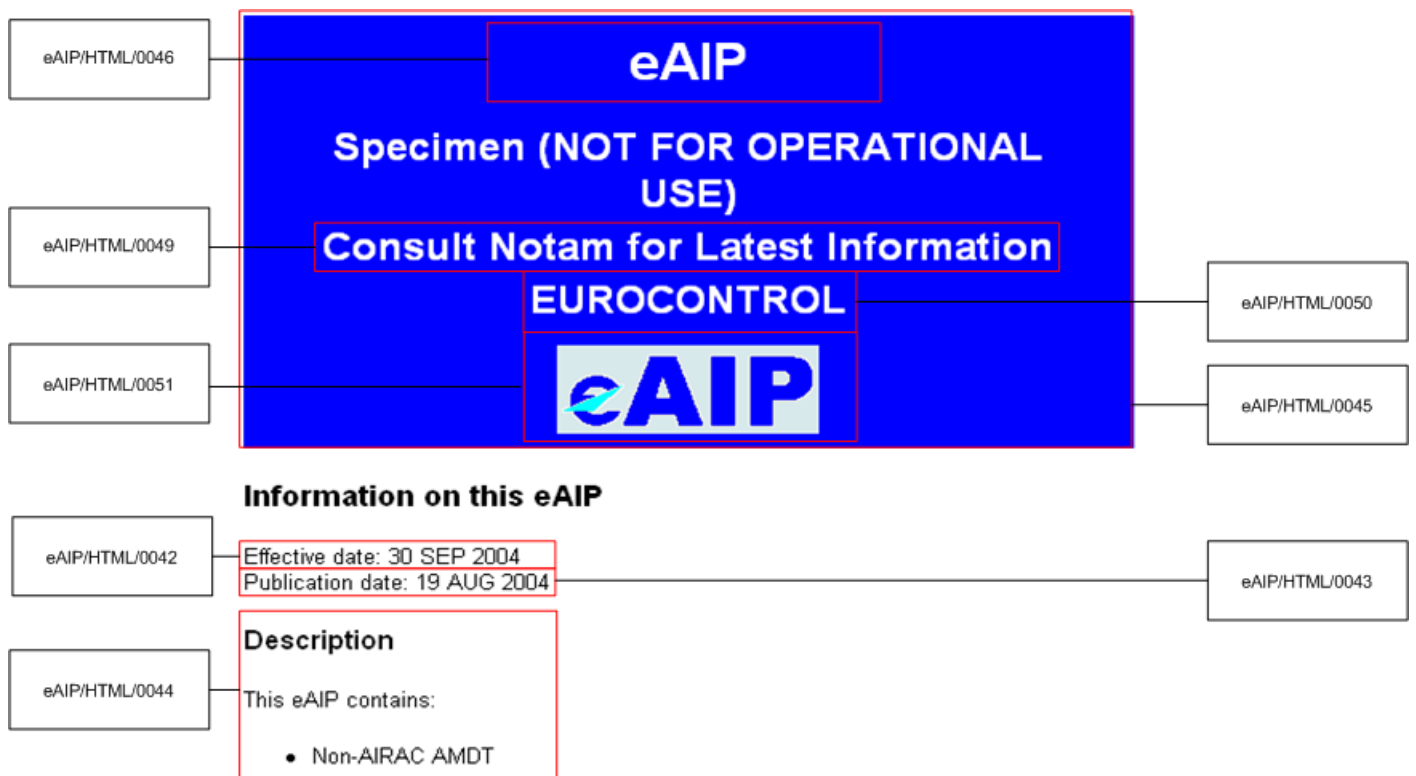 eAIP/HTML/0046
eAIP
Specimen (NOT FOR OPERATIONAL
USE)
eAIP/HTML/0049
Consult Notam for Latest Information
EUROCONTROL
eAIP/HTML/0050
eAIP/HTML/0051
eAIP
eAIP/HTML/0045
Information on this eAIP
eAIP/HTML/0042
Effective date: 30 SEP 2004
Publication date: 19 AUG 2004
eAIP/HTML/0043
Description
eAIP/HTML/0044
This eAIP contains:
• Non-AIRAC AMDT